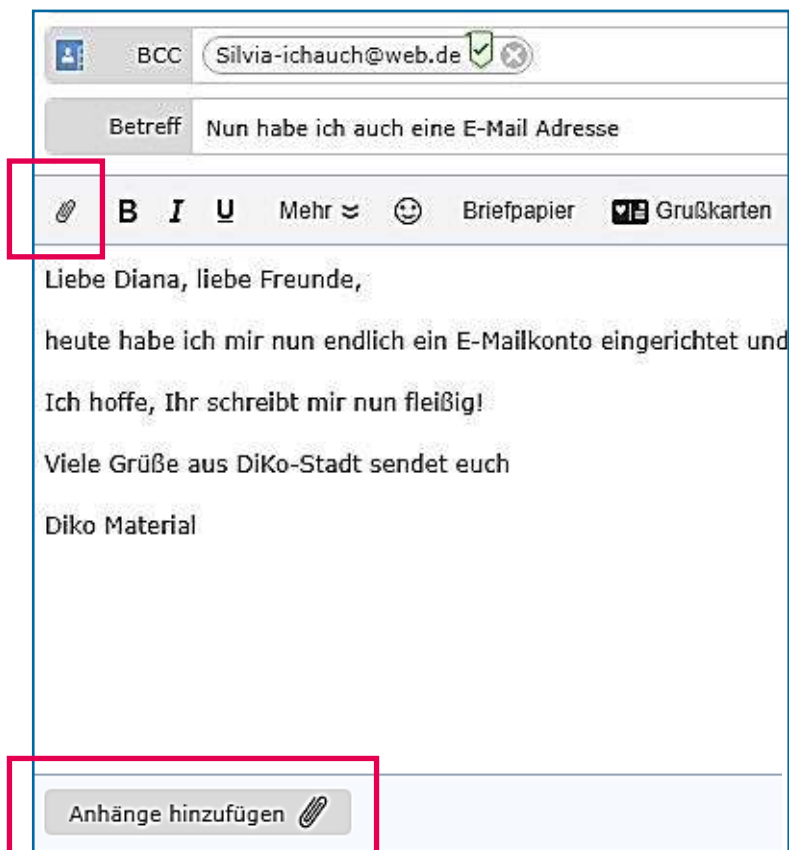 BCC Silvia-ichauch@web.de
Betreff Nun habe ich auch eine E-Mail Adresse
B I U Mehr Briefpapier Grußkarten
Liebe Diana, liebe Freunde,
heute habe ich mir nun endlich ein E-Mailkonto eingerichtet und
Ich hoffe, Ihr schreibt mir nun fleißig!
Viele Grüße aus DiKo-Stadt sendet euch
Diko Material
Anhänge hinzufügen